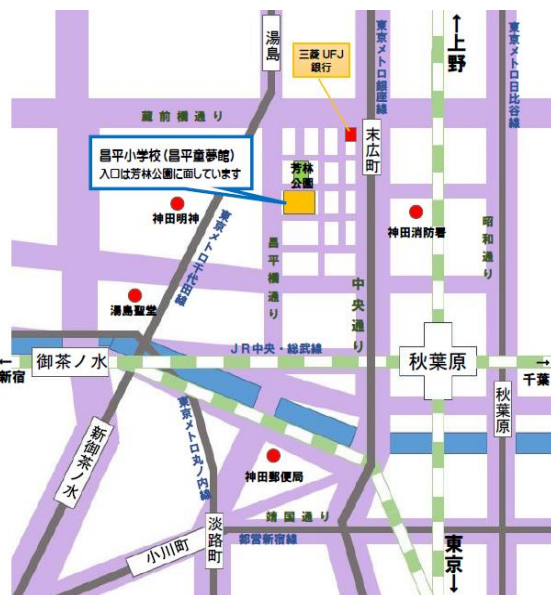 ↑
上野
湯島
三菱UFJ
銀行
東京メトロ銀座線
東京メトロ日比谷線
蔵前橋通り
末広町
昌平小学校(昌平童夢館)
入口は芳林公園に面しています
芳林
公園
神田明神
神田消防署
東京メトロ千代田線
昌平橋通り
中央通り
昭和通り
湯島聖堂
JR中央・総武線
←
新宿
御茶ノ水
秋葉原
→
千葉
東京メトロ丸ノ内線
秋葉原
新御茶ノ水
神田郵便局
淡路町
靖国通り
小川町
都営新宿線
東京
↓